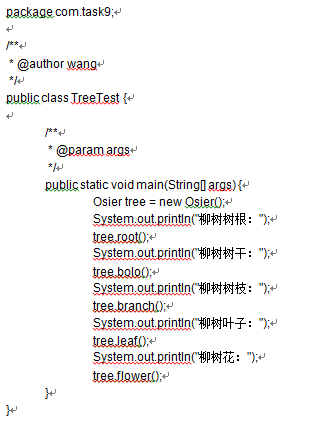 package com.task9;
/**
 * @author wang
 */
public class TreeTest {
/**
 * @param args
 */
public static void main(String[] args) {
Osier tree = new Osier();
System.out.println("柳树树根：");
tree.root();
System.out.println("柳树树干：");
tree.bolo();
System.out.println("柳树树枝：");
tree.branch();
System.out.println("柳树叶子：");
tree.leaf();
System.out.println("柳树花：");
tree.flower();
}
}